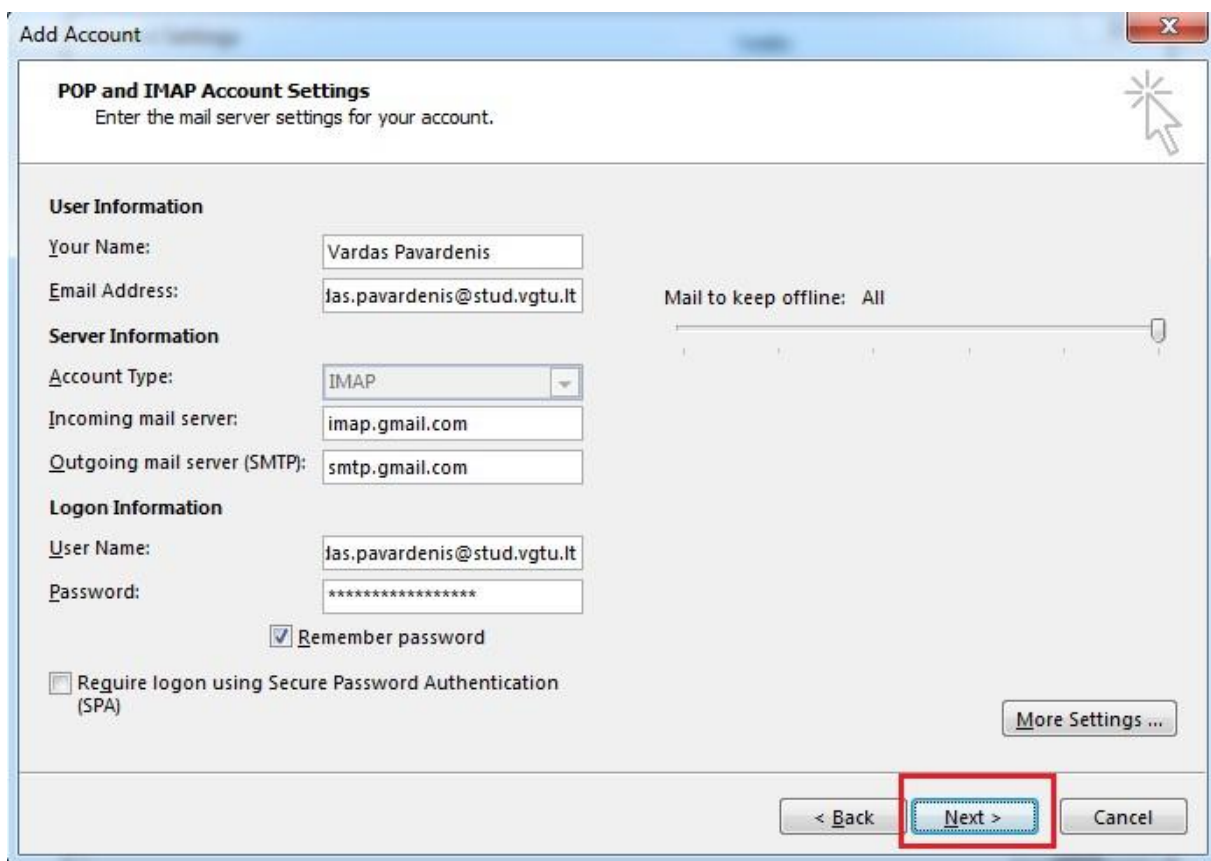 Add Account
POP and IMAP Account Settings
Enter the mail server settings for your account.
User Information
Your Name: Vardas Pavardenis
Email Address: das.pavardenis@stud.vgtu.lt
Mail to keep offline: All
Server Information
Account Type: IMAP
Incoming mail server: imap.gmail.com
Outgoing mail server (SMTP): smtp.gmail.com
Logon Information
User Name: das.pavardenis@stud.vgtu.lt
Password: *****************
Remember password
Require logon using Secure Password Authentication
(SPA)
More Settings ...
< Back Next > Cancel